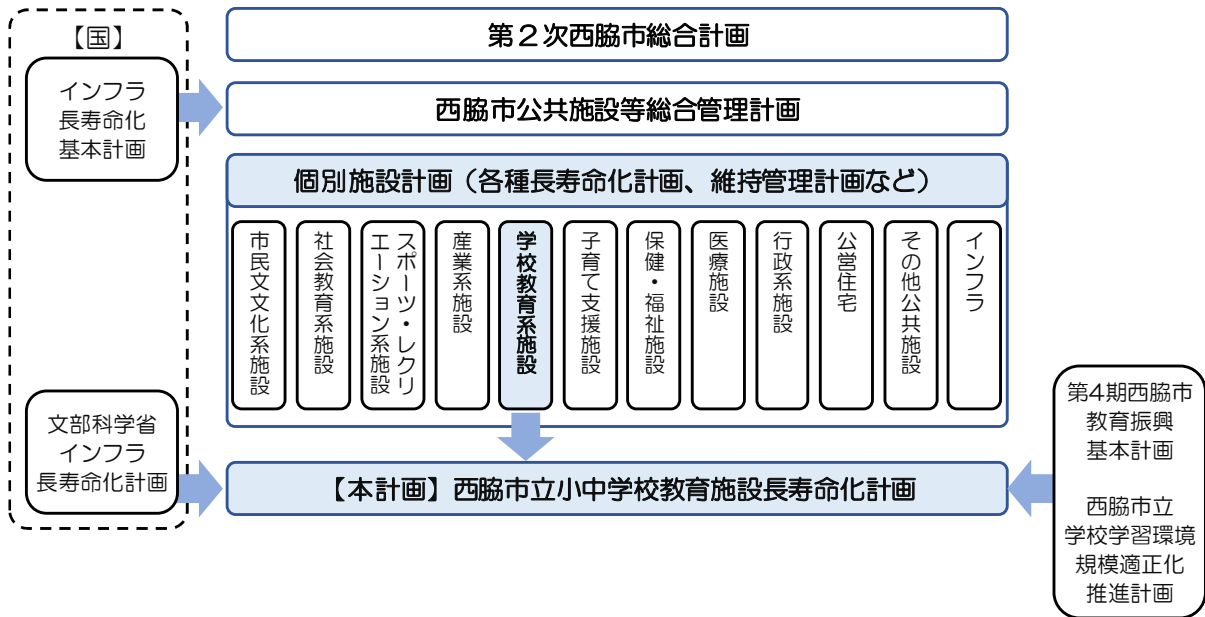 【国】
インフラ
長寿命化
基本計画
文部科学省
インフラ
長寿命化計画
第２次西脇市総合計画
西脇市公共施設等総合管理計画
個別施設計画（各種長寿命化計画、維持管理計画など）
市民文文化系施設
社会教育系施設
スポーツ・レクリ
エーション系施設
産業系施設
学校教育系施設
子育て支援施設
保健・福祉施設
医療施設
行政系施設
公営住宅
その他公共施設
インフラ
【本計画】西脇市立小中学校教育施設長寿命化計画
第4期西脇市
教育振興
基本計画
西脇市立
学校学習環境
規模適正化
推進計画